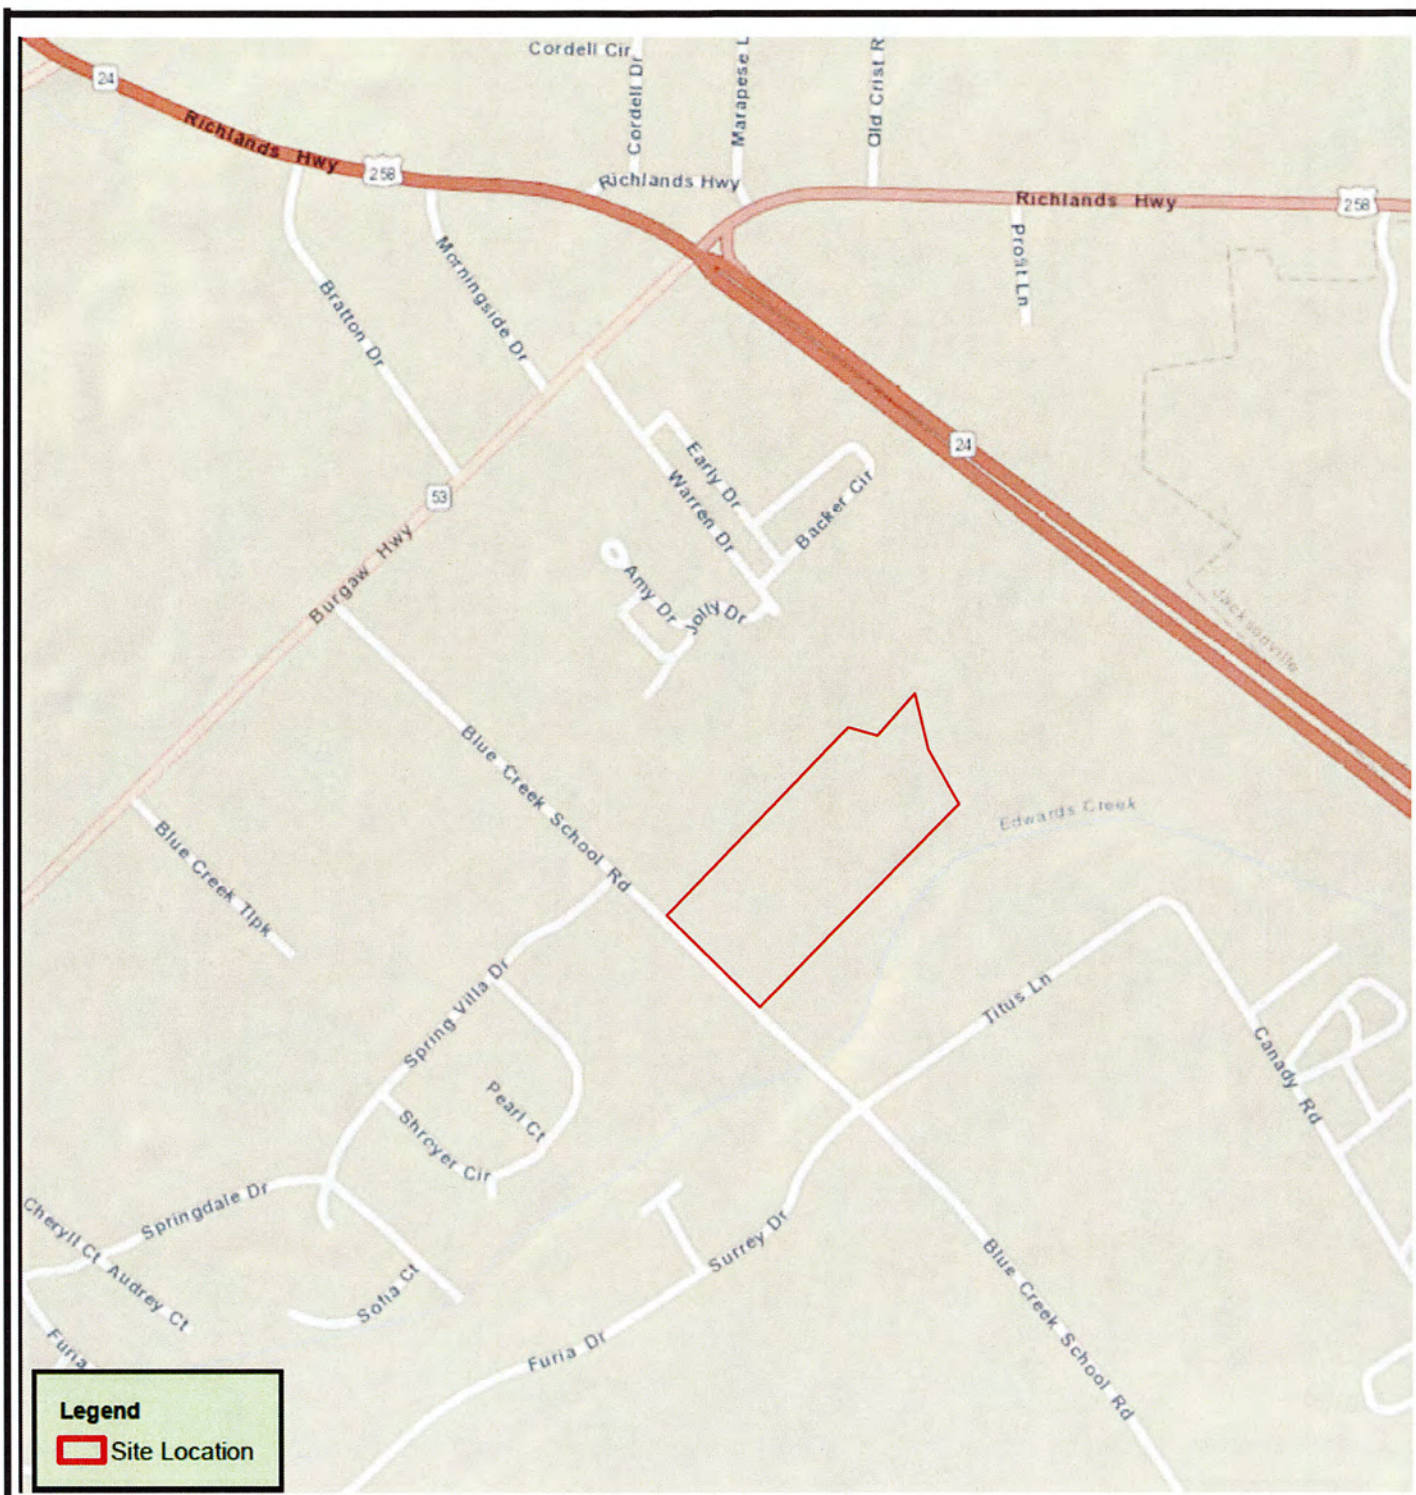 Cordell Cir
Cordell Dr
Marapese L
Old Crist R
24
Richlands Hwy
258
Richlands Hwy
Richlands Hwy
258
Profit Ln
Morningside Dr
Bratton Dr
24
Early Dr
Warren Dr
Backer Cir
53
Burgaw Hwy
Amy Dr
Jolly Dr
Jacksonville
Blue Creek School Rd
Edwards Creek
Blue Creek Tlpk
Spring Villa Dr
Titus Ln
Canady Rd
Pearl Ct
Shroyer Cir
Springdale Dr
Cheryll Ct
Audrey Ct
Sofia Ct
Surrey Dr
Blue Creek School Rd
Furia Dr
Furia
Legend
Site Location